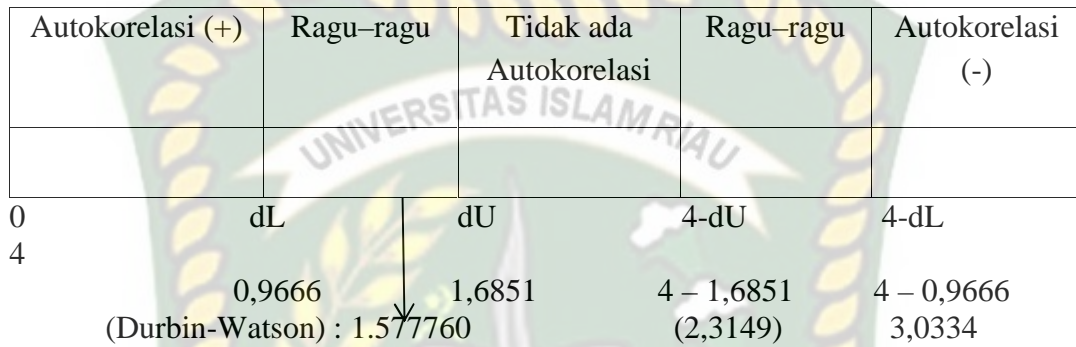 Autokorelasi (+) Ragu–ragu Tidak ada Ragu–ragu Autokorelasi
Autokorelasi (-)
UNIVERSITAS ISLAM RIAU
0 dL dU 4-dU 4-dL
4
0,9666 1,6851 4 – 1,6851 4 – 0,9666
(Durbin-Watson) : 1.577760 (2,3149) 3,0334